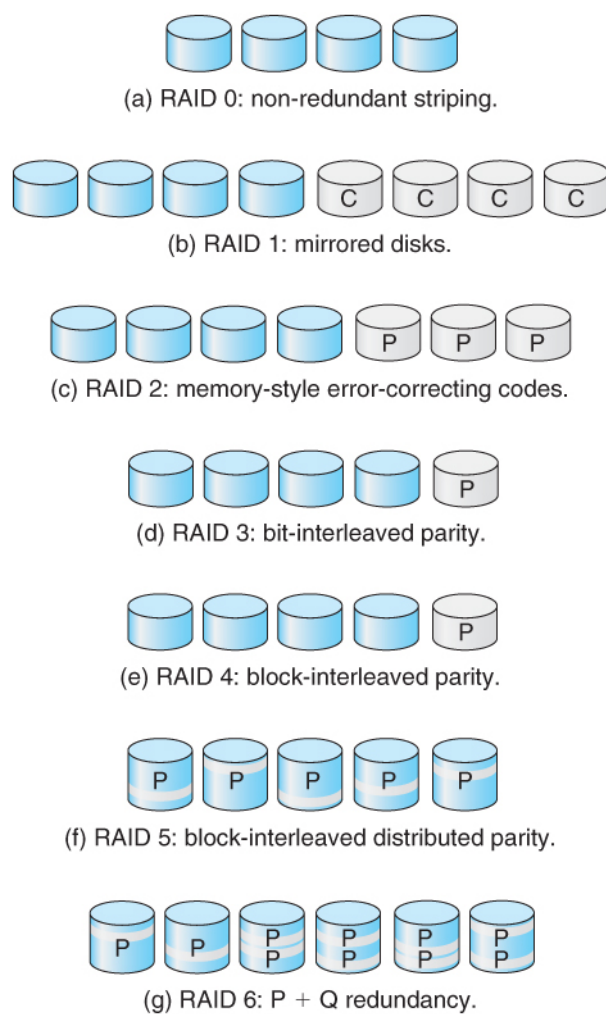 (a) RAID 0: non-redundant striping.
C C C C
(b) RAID 1: mirrored disks.
P P P
(c) RAID 2: memory-style error-correcting codes.
P
(d) RAID 3: bit-interleaved parity.
P
(e) RAID 4: block-interleaved parity.
P P P P P
(f) RAID 5: block-interleaved distributed parity.
P P P P P P
P P P P
(g) RAID 6: P + Q redundancy.